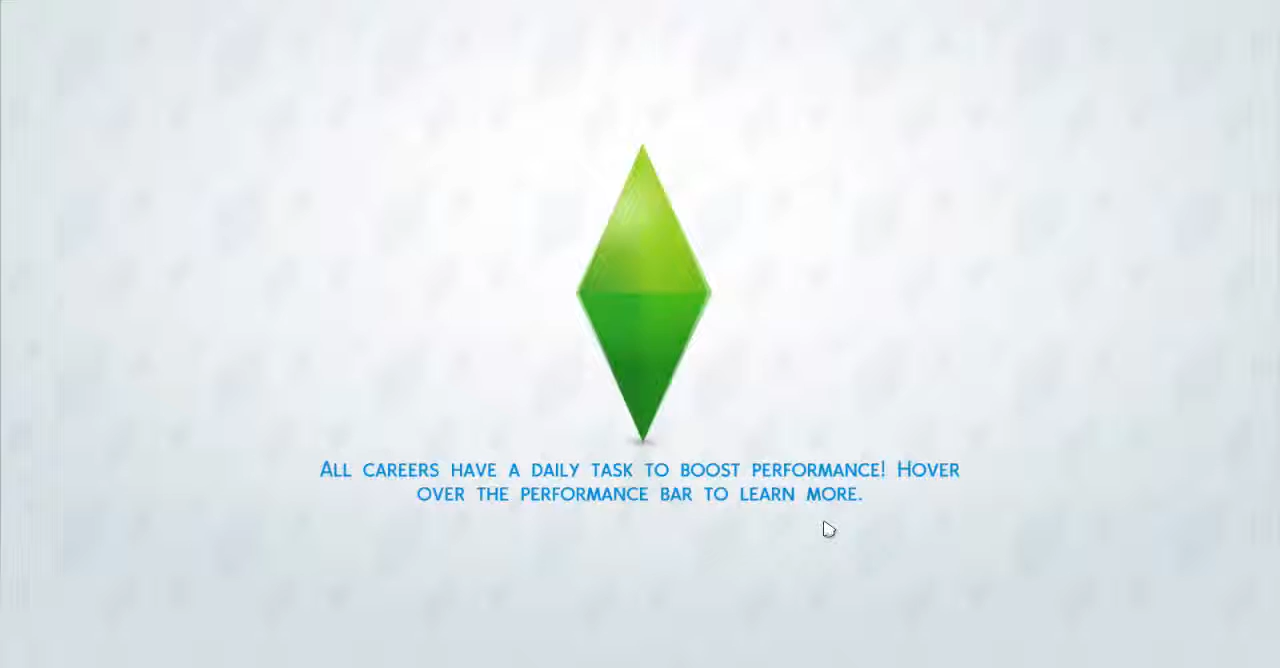 All careers have a daily task to boost performance! Hover
over the performance bar to learn more.